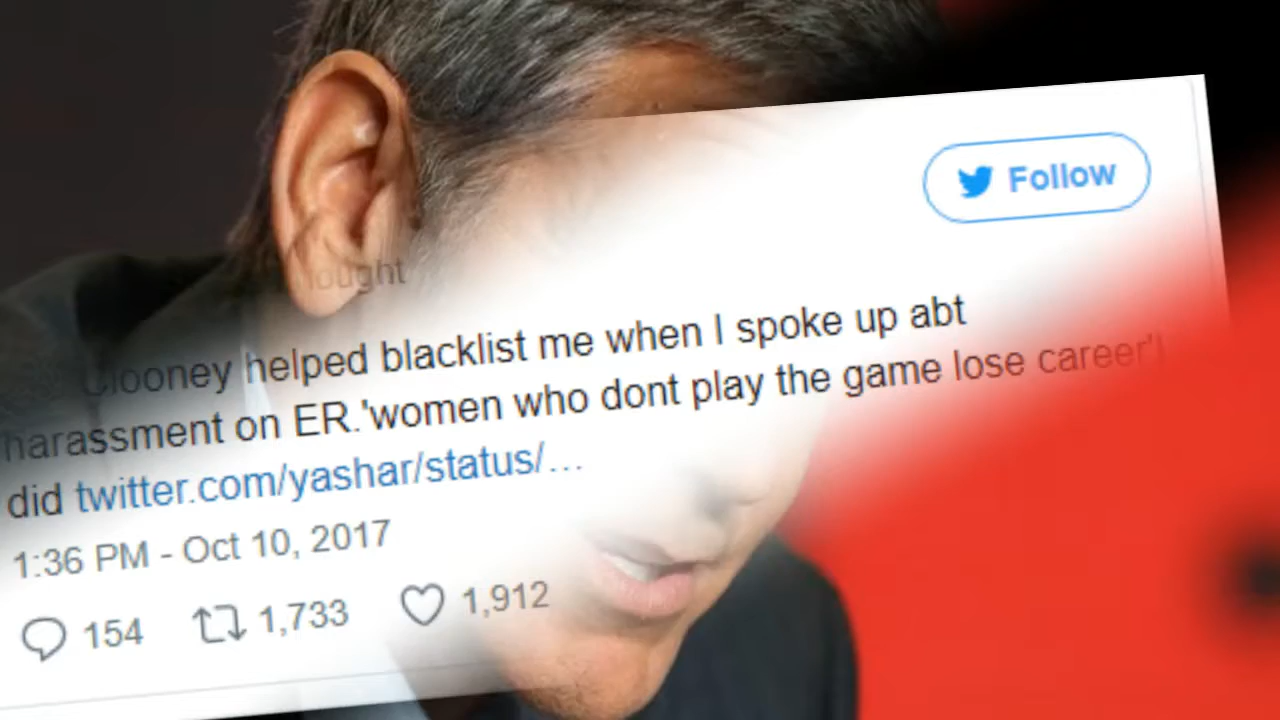 Follow
ought
Clooney helped blacklist me when I spoke up abt
harassment on ER.'women who dont play the game lose career'I
did twitter.com/yashar/status/...
1:36 PM - Oct 10, 2017
154 1,733 1,912